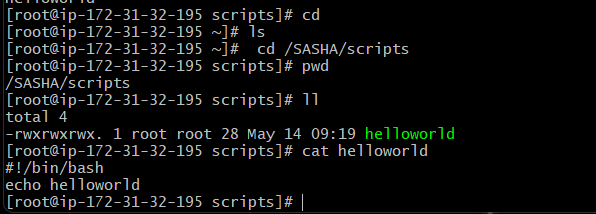 helloworld
[root@ip-172-31-32-195 scripts]# cd
[root@ip-172-31-32-195 ~]# ls
[root@ip-172-31-32-195 ~]#  cd /SASHA/scripts
[root@ip-172-31-32-195 scripts]# pwd
/SASHA/scripts
[root@ip-172-31-32-195 scripts]# ll
total 4
-rwxrwxrwx. 1 root root 28 May 14 09:19 helloworld
[root@ip-172-31-32-195 scripts]# cat helloworld
#!/bin/bash
echo helloworld
[root@ip-172-31-32-195 scripts]#